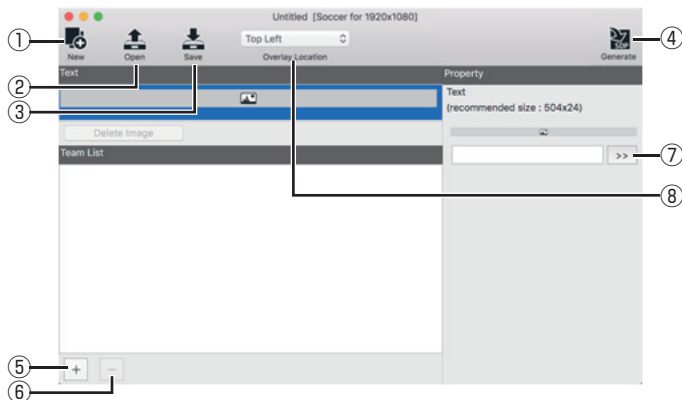 Untitled [Soccer for 1920x1080]
① New
② Open
③ Save
Top Left
⑧ Overlay Location
④ SDP
Generate
Text
Property
Text
(recommended size : 504x24)
Delete Image
⑦ >>
Team List
⑤ +
⑥ −